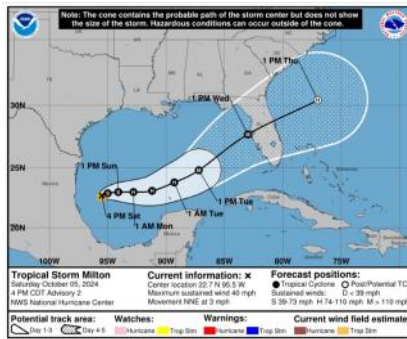 Note: The cone contains the probable path of the storm center but does not show
the size of the storm. Hazardous conditions can occur outside of the cone.
1 PM Thu
1 PM Wed
30N
1 PM Sun
25N
1 PM Tue
4 PM Sat
1 AM Tue
1 AM Mon
20N
100W 95W 90W 85W 80W 75W
Tropical Storm Milton
Saturday October 05, 2024
4 PM CDT Advisory 2
NWS National Hurricane Center
Current information: x
Center location 22.7 N 95.5 W
Maximum sustained wind 40 mph
Movement NNE at 3 mph
Forecast positions:
Tropical Cyclone Post/Potential TC
Sustained winds: D < 39 mph
S 39-73 mph H 74-110 mph M > 110 mph
Potential track area:
Day 1-3 Day 4-5
Watches:
Hurricane Trop Stm
Warnings:
Hurricane Trop Stm
Current wind field estimate
Hurricane Trop Stm